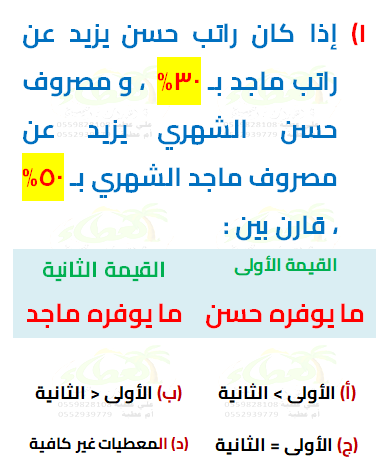 ١) إذا كان راتب حسن يزيد عن
راتب ماجد بـ ٣٠% ، و مصروف
حسن الشهري يزيد عن
مصروف ماجد الشهري بـ ٥٠%
، قارن بين :
القيمة الأولى القيمة الثانية
ما يوفره حسن ما يوفره ماجد
(أ) الأولى > الثانية (ب) الأولى < الثانية
(ج) الأولى = الثانية (د) المعطيات غير كافية